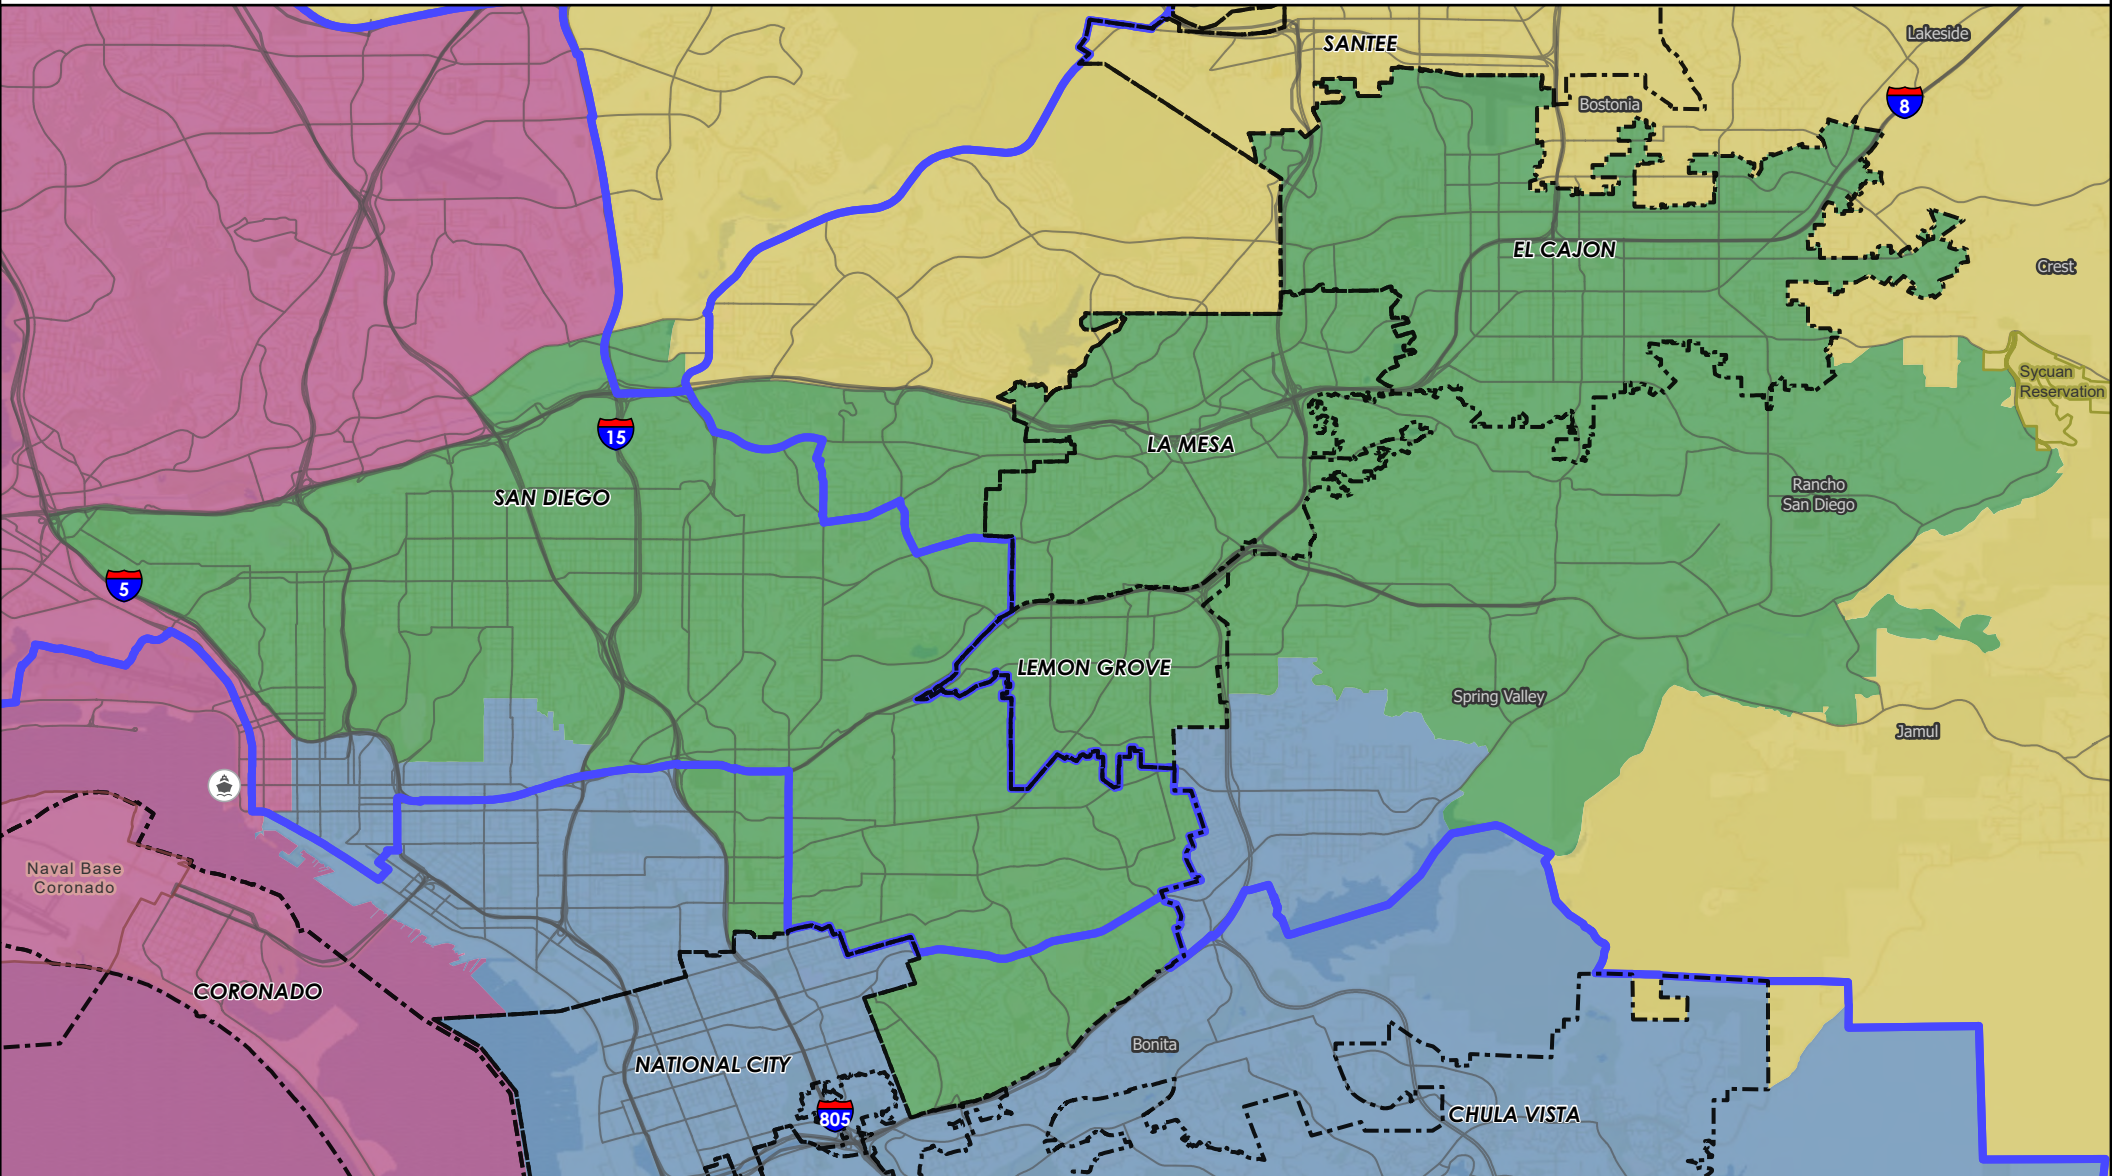 SANTEE
Lakeside
8
Bostonia
EL CAJON
Crest
Sycuan
Reservation
15
LA MESA
SAN DIEGO
Rancho
San Diego
5
LEMON GROVE
Spring Valley
Jamul
Naval Base
Coronado
CORONADO
Bonita
NATIONAL CITY
805
CHULA VISTA